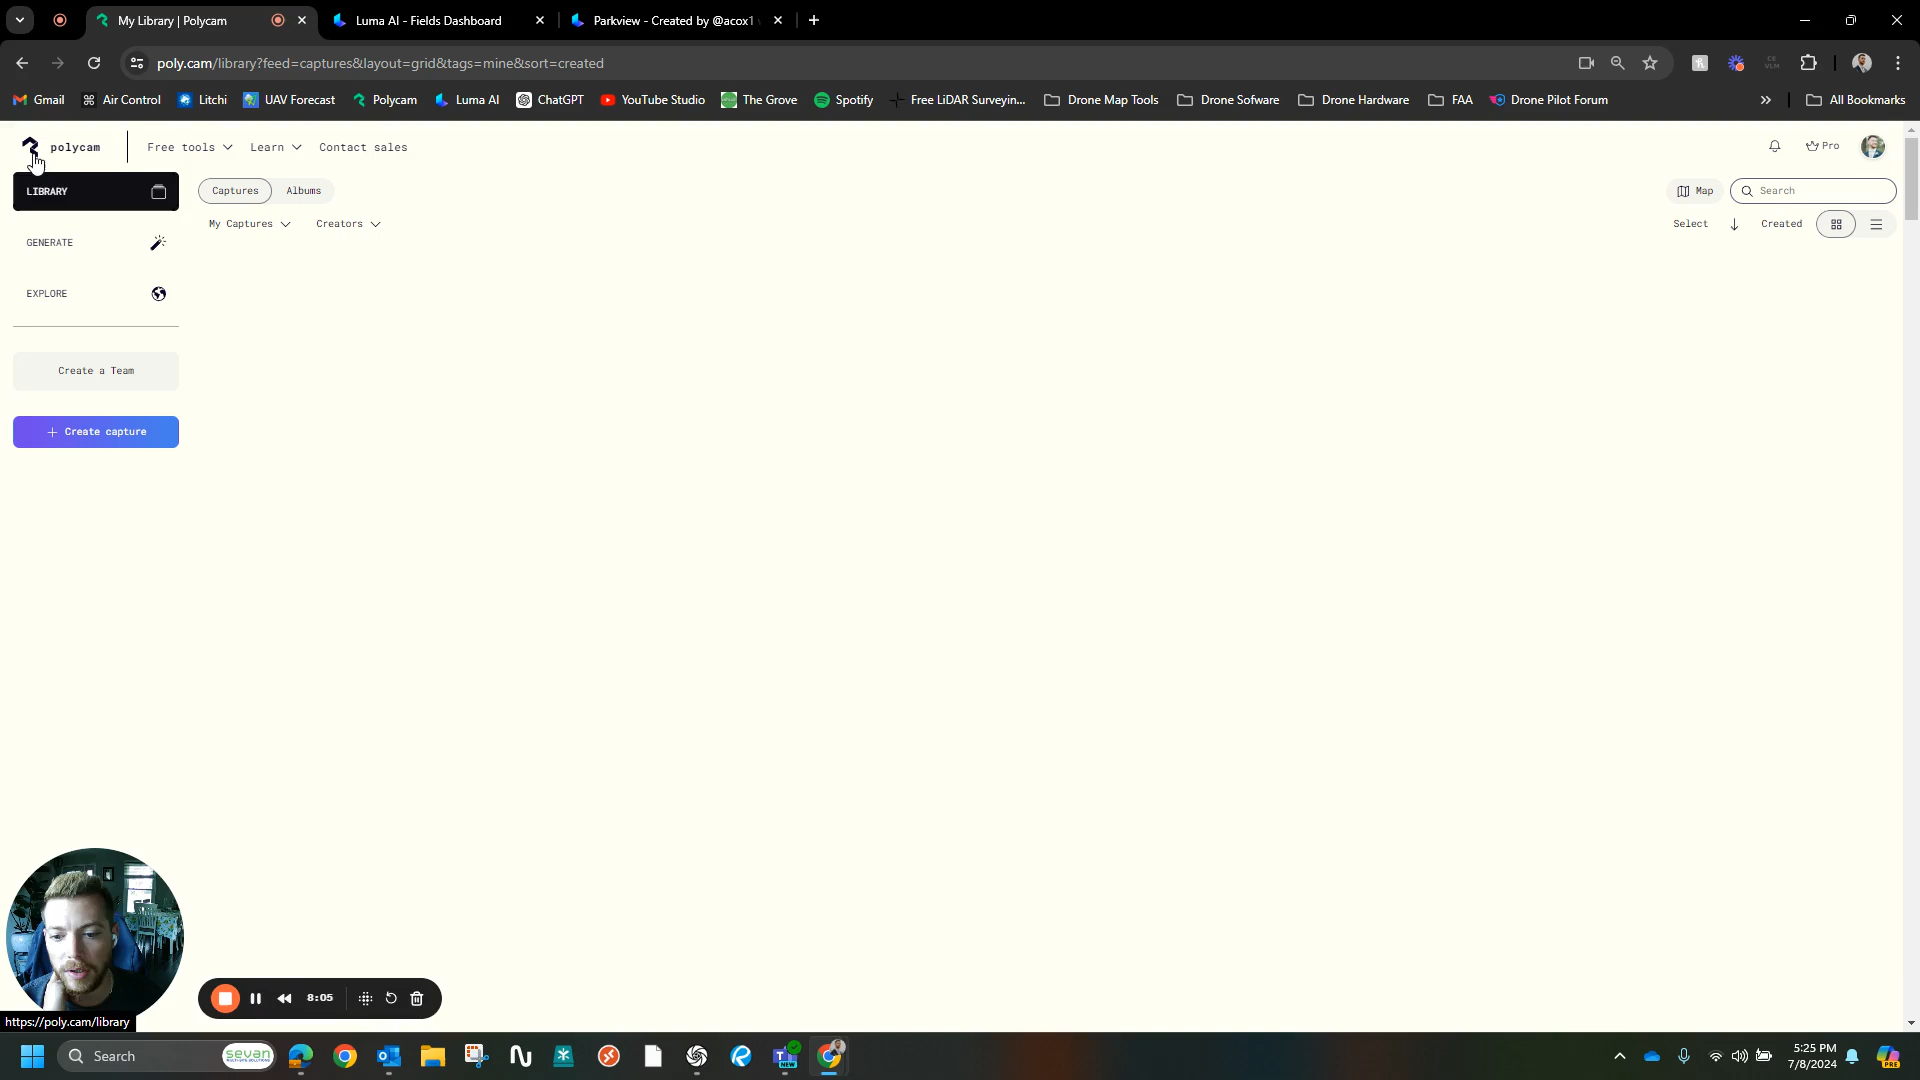 My Library | Polycam
Luma AI - Fields Dashboard
Parkview - Created by @acox1
poly.cam/library?feed=captures&layout=grid&tags=mine&sort=created
Gmail
Air Control
Litchi
UAV Forecast
Polycam
Luma AI
ChatGPT
YouTube Studio
The Grove
Spotify
Free LiDAR Surveyin...
Drone Map Tools
Drone Sofware
Drone Hardware
FAA
Drone Pilot Forum
All Bookmarks
polycam
Free tools
Learn
Contact sales
Pro
LIBRARY
Captures
Albums
Map
Search
My Captures
Creators
Select
Created
GENERATE
EXPLORE
Create a Team
+ Create capture
8:05
https://poly.cam/library
Search
sevan
5:25 PM
7/8/2024